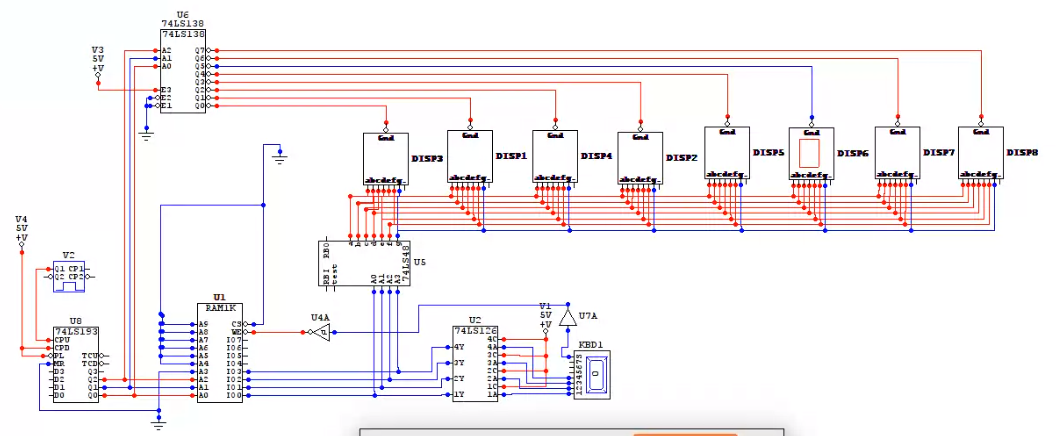 U6
74LS138
74LS138
V3
5V
+V
A2
A1
A0
E3
E2
E1
Q7
Q6
Q5
Q4
Q3
Q2
Q1
Q0
Gnd
abcdefg.
DISP3
Gnd
abcdefg.
DISP1
Gnd
abcdefg.
DISP4
Gnd
abcdefg.
DISP2
Gnd
abcdefg.
DISP5
Gnd
abcdefg.
DISP6
Gnd
abcdefg.
DISP7
Gnd
abcdefg.
DISP8
V4
5V
+V
V2
Q1 CP1
Q2 CP2
a b c d e f g
RBO
RBI
test
74LS48
A0
A1
A2
A3
U5
U1
RAM1K
A9
A8
A7
A6
A5
A4
A3
A2
A1
A0
CS
WE
IO7
IO6
IO5
IO4
IO3
IO2
IO1
IO0
U4A
U8
74LS193
CPU
CPD
PL
MR
D3
D2
D1
D0
TCU
TCD
Q3
Q2
Q1
Q0
U2
74LS126
4Y
3Y
2Y
1Y
4C
4A
3C
3A
2C
2A
1C
1A
V1
5V
+V
U7A
KBD1
12345678
0